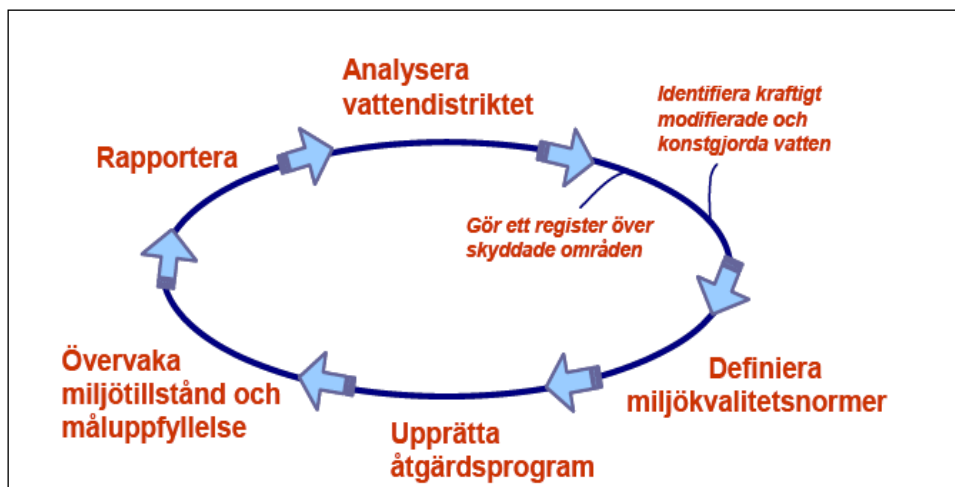 Analysera
vattendistriktet
Identifiera kraftigt
modifierade och
konstgjorda vatten
Rapportera
Gör ett register över
skyddade områden
Definiera
miljökvalitetsnormer
Upprätta
åtgärdsprogram
Övervaka
miljötillstånd och
måluppfyllelse